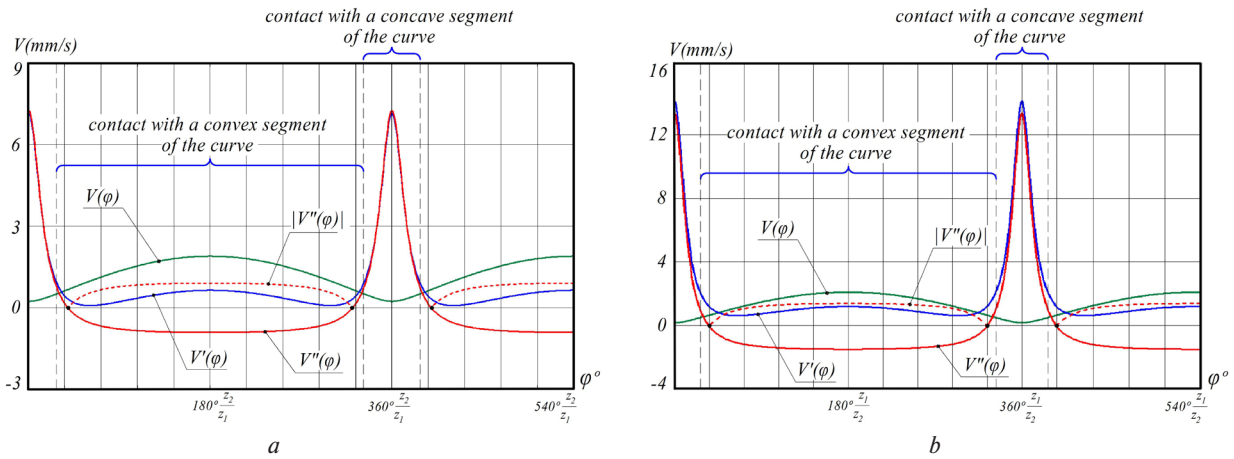 contact with a concave segment
of the curve
V(mm/s)
9
7
3
0
-3
contact with a convex segment
of the curve
V(φ)
|V"(φ)|
V'(φ)
V"(φ)
φ°
180° z₂/z₁
360° z₂/z₁
540° z₂/z₁
a
contact with a concave segment
of the curve
V(mm/s)
16
12
8
4
0
-4
contact with a convex segment
of the curve
V(φ)
|V"(φ)|
V'(φ)
V"(φ)
φ°
180° z₁/z₂
360° z₁/z₂
540° z₁/z₂
b